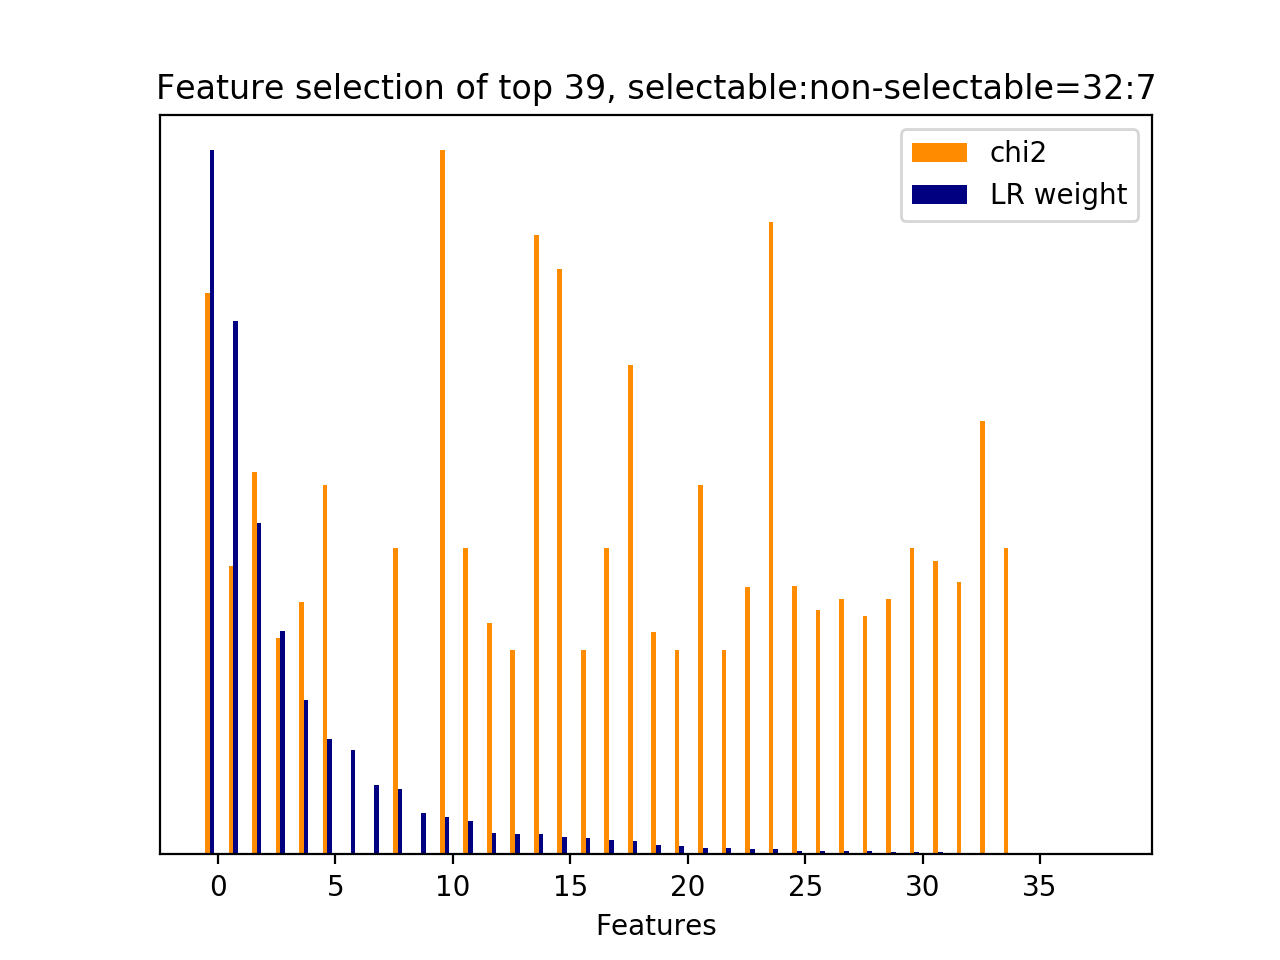 Feature selection of top 39, selectable:non-selectable=32:7
chi2
LR weight
0 5 10 15 20 25 30 35
Features